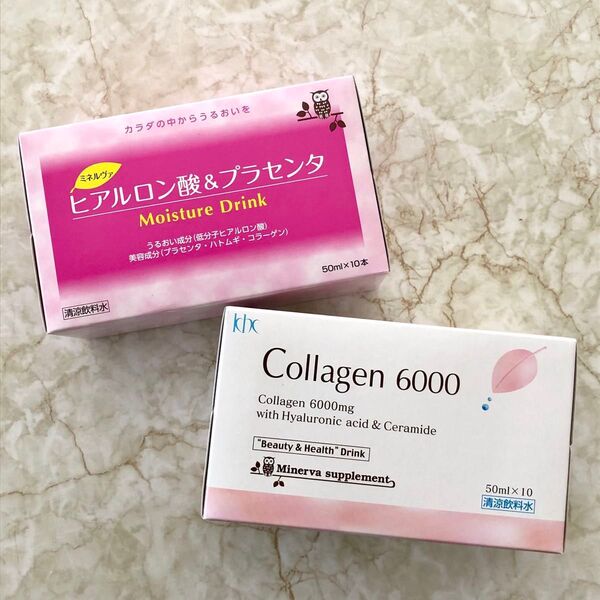 カラダの中からうるおいを
ミネルヴァ
ヒアルロン酸&プラセンタ
Moisture Drink
うるおい成分(低分子ヒアルロン酸)
美容成分(プラセンタ・ハトムギ・コラーゲン)
50ml×10本
清涼飲料水
khc
Collagen 6000
Collagen 6000mg
with Hyaluronic acid & Ceramide
"Beauty & Health" Drink
Minerva supplement
50ml×10
清涼飲料水